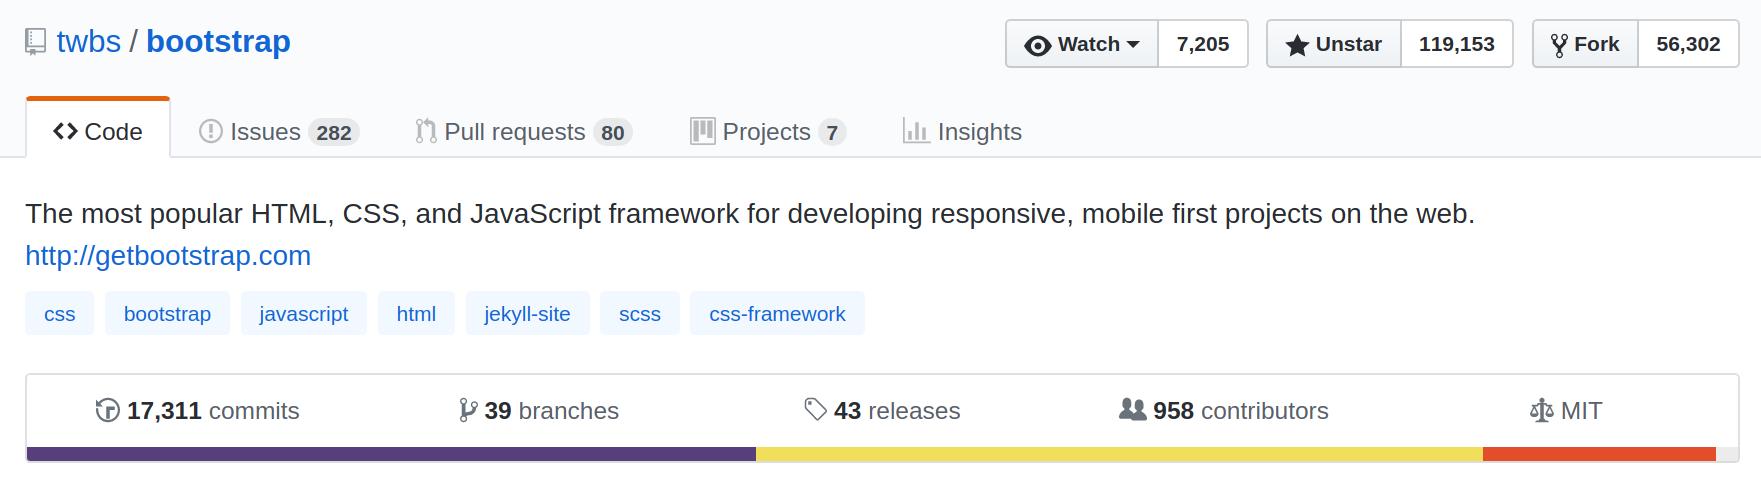 twbs / bootstrap
Watch 7,205 Unstar 119,153 Fork 56,302
Code Issues 282 Pull requests 80 Projects 7 Insights
The most popular HTML, CSS, and JavaScript framework for developing responsive, mobile first projects on the web.
http://getbootstrap.com
css bootstrap javascript html jekyll-site scss css-framework
17,311 commits 39 branches 43 releases 958 contributors MIT